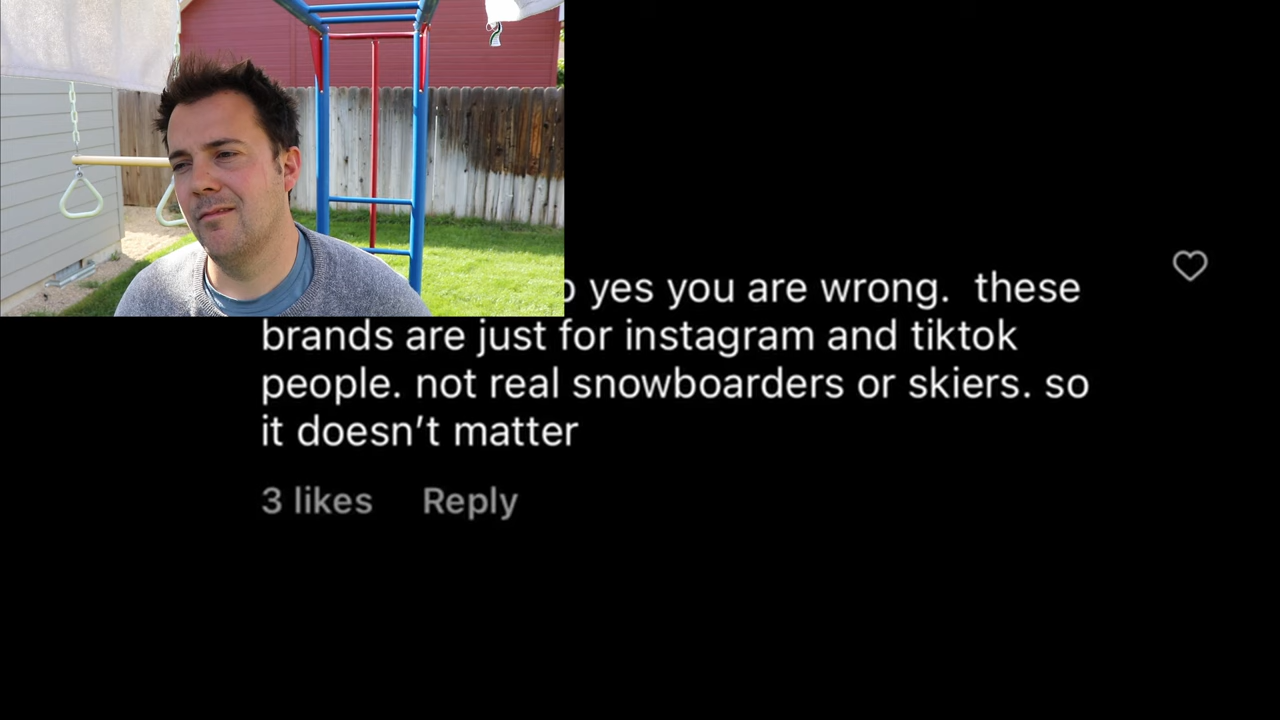 yes you are wrong.  these
brands are just for instagram and tiktok
people. not real snowboarders or skiers. so
it doesn’t matter
3 likes Reply